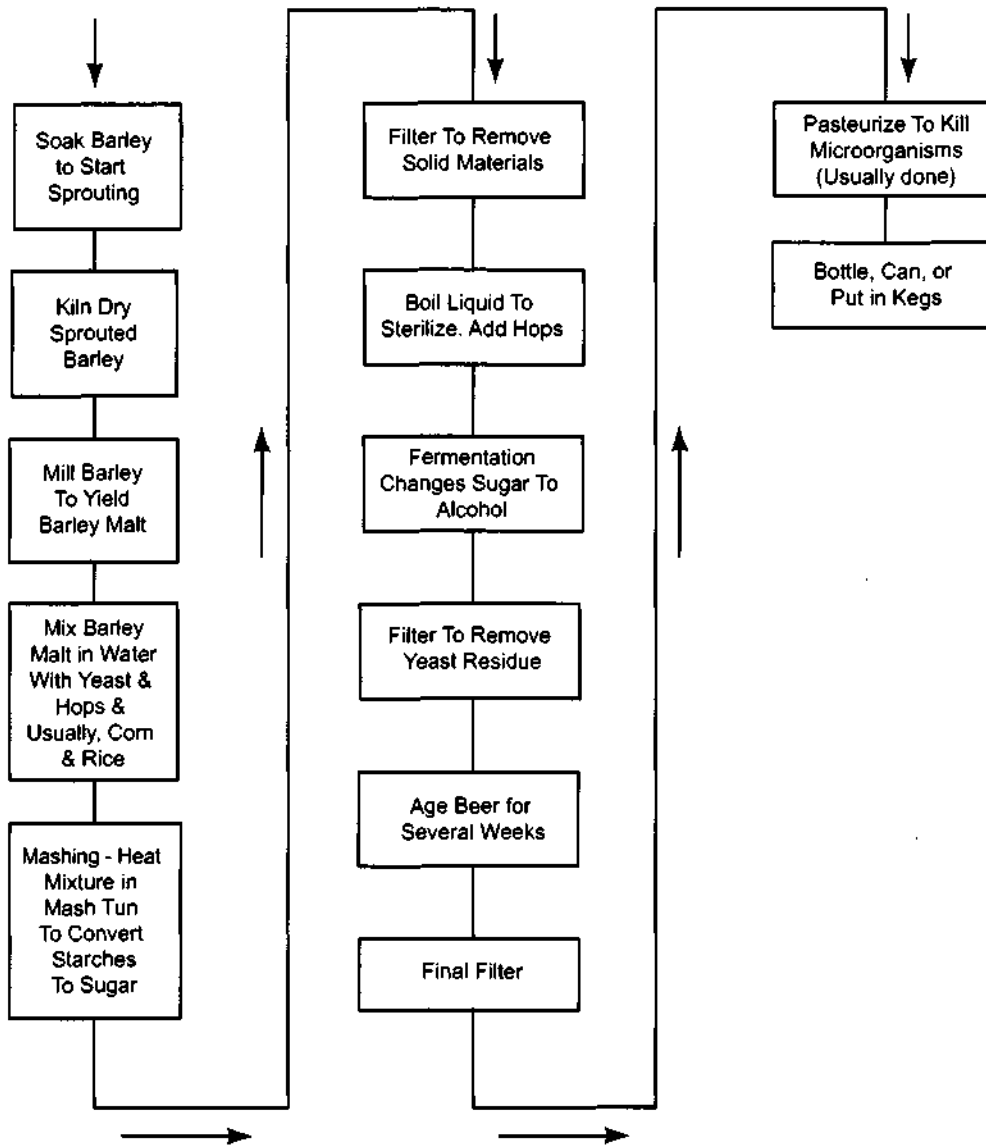 Soak Barley
to Start
Sprouting
Kiln Dry
Sprouted
Barley
Mill Barley
To Yield
Barley Malt
Mix Barley
Malt in Water
With Yeast &
Hops &
Usually, Corn
& Rice
Mashing - Heat
Mixture in
Mash Tun
To Convert
Starches
To Sugar
Filter To Remove
Solid Materials
Boil Liquid To
Sterilize. Add Hops
Fermentation
Changes Sugar To
Alcohol
Filter To Remove
Yeast Residue
Age Beer for
Several Weeks
Final Filter
Pasteurize To Kill
Microorganisms
(Usually done)
Bottle, Can, or
Put in Kegs